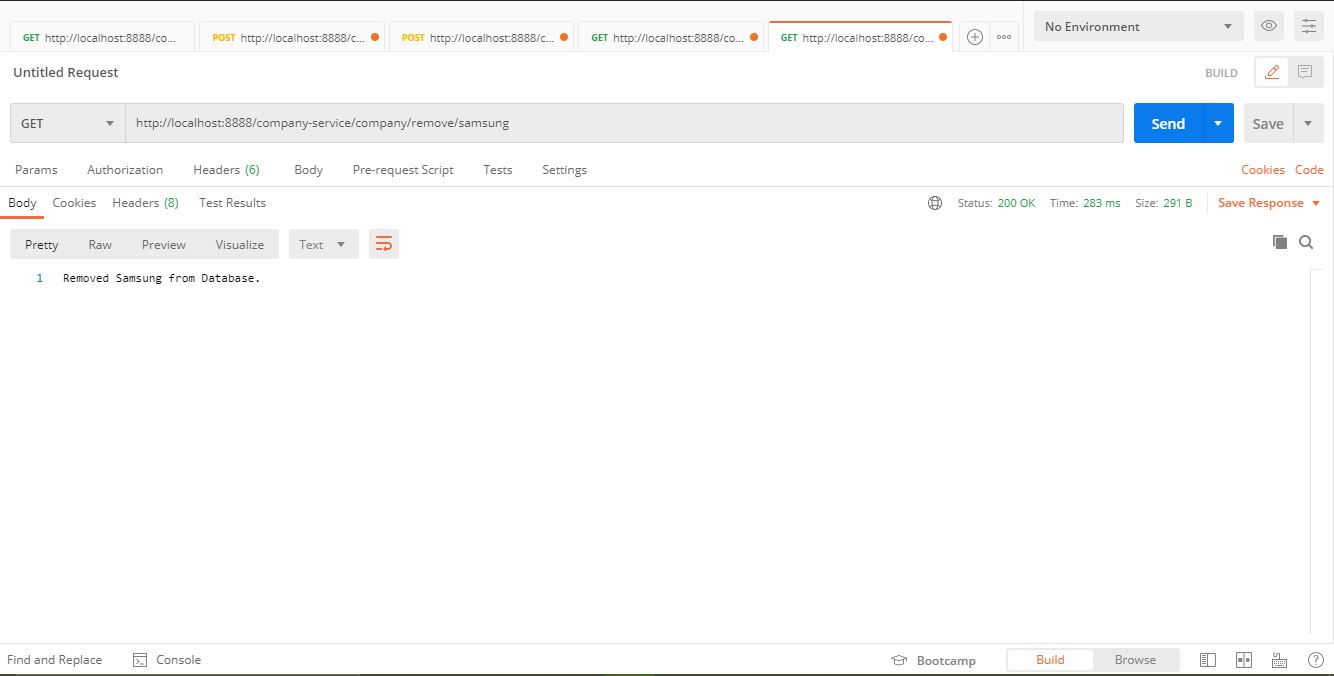 GET http://localhost:8888/co...
POST http://localhost:8888/c...
POST http://localhost:8888/c...
GET http://localhost:8888/co...
GET http://localhost:8888/co...
No Environment
Untitled Request
BUILD
GET
http://localhost:8888/company-service/company/remove/samsung
Send
Save
Params Authorization Headers (6) Body Pre-request Script Tests Settings
Cookies Code
Body Cookies Headers (8) Test Results
Status: 200 OK Time: 283 ms Size: 291 B
Save Response
Pretty Raw Preview Visualize Text
1 Removed Samsung from Database.
Find and Replace Console
Bootcamp Build Browse